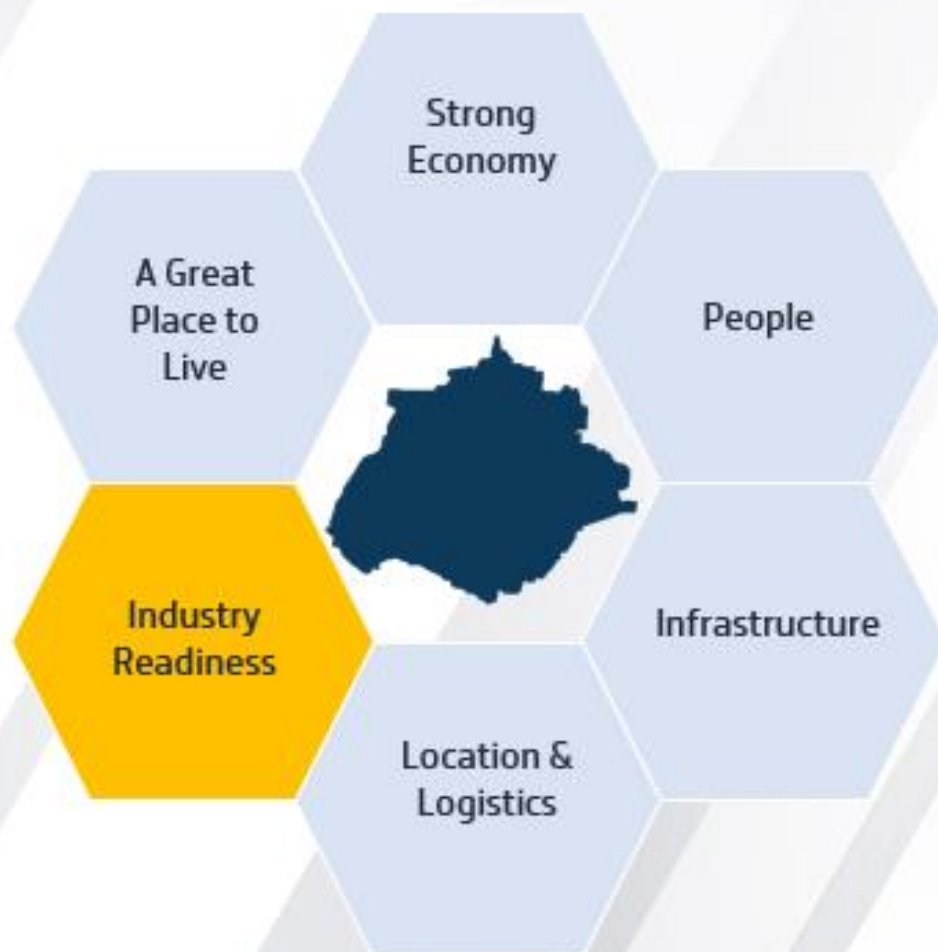 Strong
Economy
A Great
Place to
Live
People
Industry
Readiness
Infrastructure
Location &
Logistics